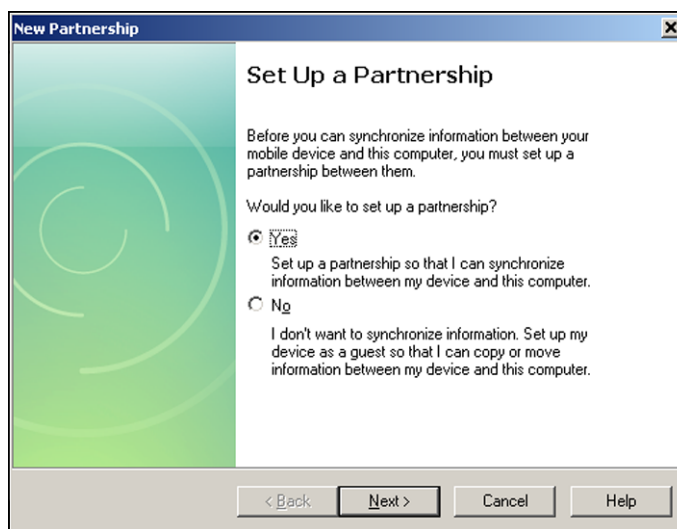 New Partnership
Set Up a Partnership
Before you can synchronize information between your
mobile device and this computer, you must set up a
partnership between them.
Would you like to set up a partnership?
Yes
Set up a partnership so that I can synchronize
information between my device and this computer.
No
I don't want to synchronize information. Set up my
device as a guest so that I can copy or move
information between my device and this computer.
< Back Next > Cancel Help